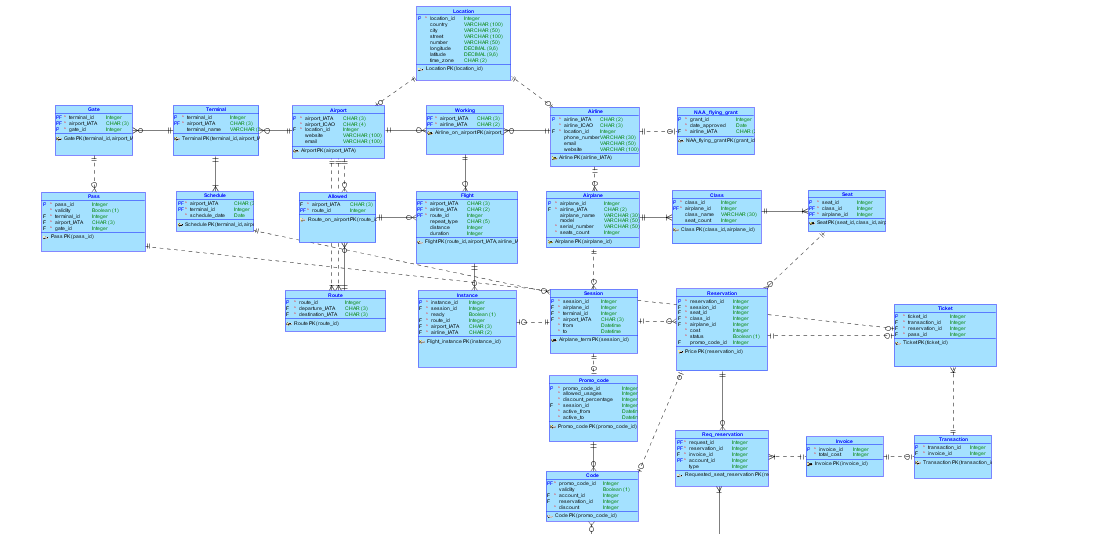 Location
P * location_id Integer
country VARCHAR (100)
city VARCHAR (50)
street VARCHAR (100)
number VARCHAR (50)
longitude DECIMAL (9,6)
latitude DECIMAL (9,6)
time_zone CHAR (2)
Location PK (location_id)
Gate
PF * terminal_id Integer
PF * airport_IATA CHAR (3)
P * gate_id Integer
Gate PK (terminal_id, airport_I
Terminal
P * terminal_id Integer
PF * airport_IATA CHAR (3)
terminal_name VARCHAR
Terminal PK (terminal_id, airport_I
Airport
P * airport_IATA CHAR (3)
* airport_ICAO CHAR (4)
F * location_id Integer
website VARCHAR (100)
email VARCHAR (100)
Airport PK (airport_IATA)
Working
PF * airport_IATA CHAR (3)
PF * airline_IATA CHAR (2)
Airline_on_airport PK (airport_
Airline
P * airline_IATA CHAR (2)
* airline_ICAO CHAR (3)
F * location_id Integer
phone_number VARCHAR (30)
email VARCHAR (50)
website VARCHAR (100)
Airline PK (airline_IATA)
NAA_flying_grant
P * grant_id Integer
* date_approved Date
F * airline_IATA CHAR (
NAA_flying_grant PK (grant_id
Pass
P * pass_id Integer
* validity Boolean (1)
F * terminal_id Integer
F * airport_IATA CHAR (3)
F * gate_id Integer
Pass PK (pass_id)
Schedule
PF * airport_IATA CHAR (
PF * terminal_id Integer
* schedule_date Date
Schedule PK (terminal_id, airp
Allowed
PF * airport_IATA CHAR (3)
PF * route_id Integer
Route_on_airport PK (route_i
Flight
PF * airport_IATA CHAR (3)
PF * airline_IATA CHAR (2)
PF * route_id Integer
repeat_type CHAR (5)
distance Integer
duration Integer
Flight PK (route_id, airport_IATA, airline_I
Airplane
P * airplane_id Integer
F * airline_IATA CHAR (2)
airplane_name VARCHAR (30)
model VARCHAR (50)
* serial_number VARCHAR (50)
* seats_count Integer
Airplane PK (airplane_id)
Class
P * class_id Integer
PF * airplane_id Integer
class_name VARCHAR (30)
* seat_count Integer
Class PK (class_id, airplane_id)
Seat
P * seat_id Integer
PF * class_id Integer
PF * airplane_id Integer
Seat PK (seat_id, class_id, air
Route
P * route_id Integer
F * departure_IATA CHAR (3)
F * destination_IATA CHAR (3)
Route PK (route_id)
Instance
P * instance_id Integer
F * session_id Integer
* ready Boolean (1)
F * route_id Integer
F * airport_IATA CHAR (3)
F * airline_IATA CHAR (2)
Flight_instance PK (instance_id)
Session
P * session_id Integer
F * airplane_id Integer
F * terminal_id Integer
F * airport_IATA CHAR (3)
* from Datetime
* to Datetime
Airplane_term PK (session_id)
Reservation
P * reservation_id Integer
F * session_id Integer
F * seat_id Integer
F * class_id Integer
F * airplane_id Integer
* cost Integer
* status Boolean (1)
F promo_code_id Integer
Price PK (reservation_id)
Ticket
P * ticket_id Integer
F * transaction_id Integer
F * reservation_id Integer
F * pass_id Integer
Ticket PK (ticket_id)
Promo_code
P * promo_code_id Integer
* allowed_usages Integer
* discount_percentage Integer
F * session_id Integer
* active_from Dateti
* active_to Dateti
Promo_code PK (promo_code_id)
Req_reservation
PF * request_id Integer
PF * reservation_id Integer
F * invoice_id Integer
PF * account_id Integer
type Integer
Requested_seat_reservation PK (re
Invoice
P * invoice_id Integer
* total_cost Integer
Invoice PK (invoice_id)
Transaction
P * transaction_id Integer
F * invoice_id Integer
Transaction PK (transaction_i
Code
PF * promo_code_id Integer
validity Boolean (1)
F * account_id Integer
F reservation_id Integer
* discount Integer
Code PK (promo_code_id)